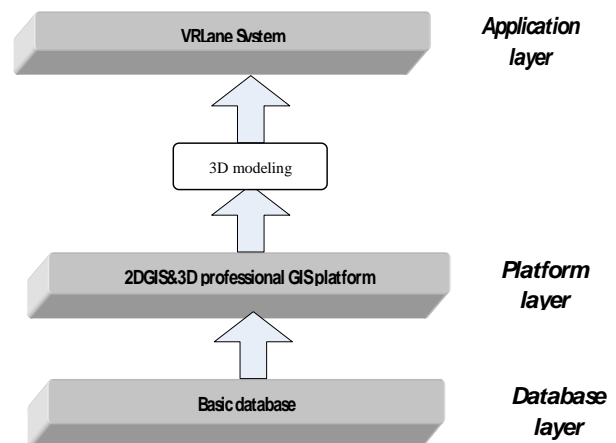 VRLane System
Application
layer
3D modeling
2DGIS&3D professional GIS platform
Platform
layer
Basic database
Database
layer